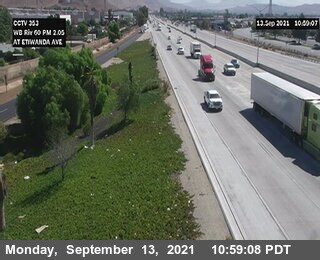 CCTV 353
WB Riv 60 PM 2.05
AT ETIWANDA AVE
13.Sep 2021 10:59:07
Monday, September 13, 2021 10:59:08 PDT